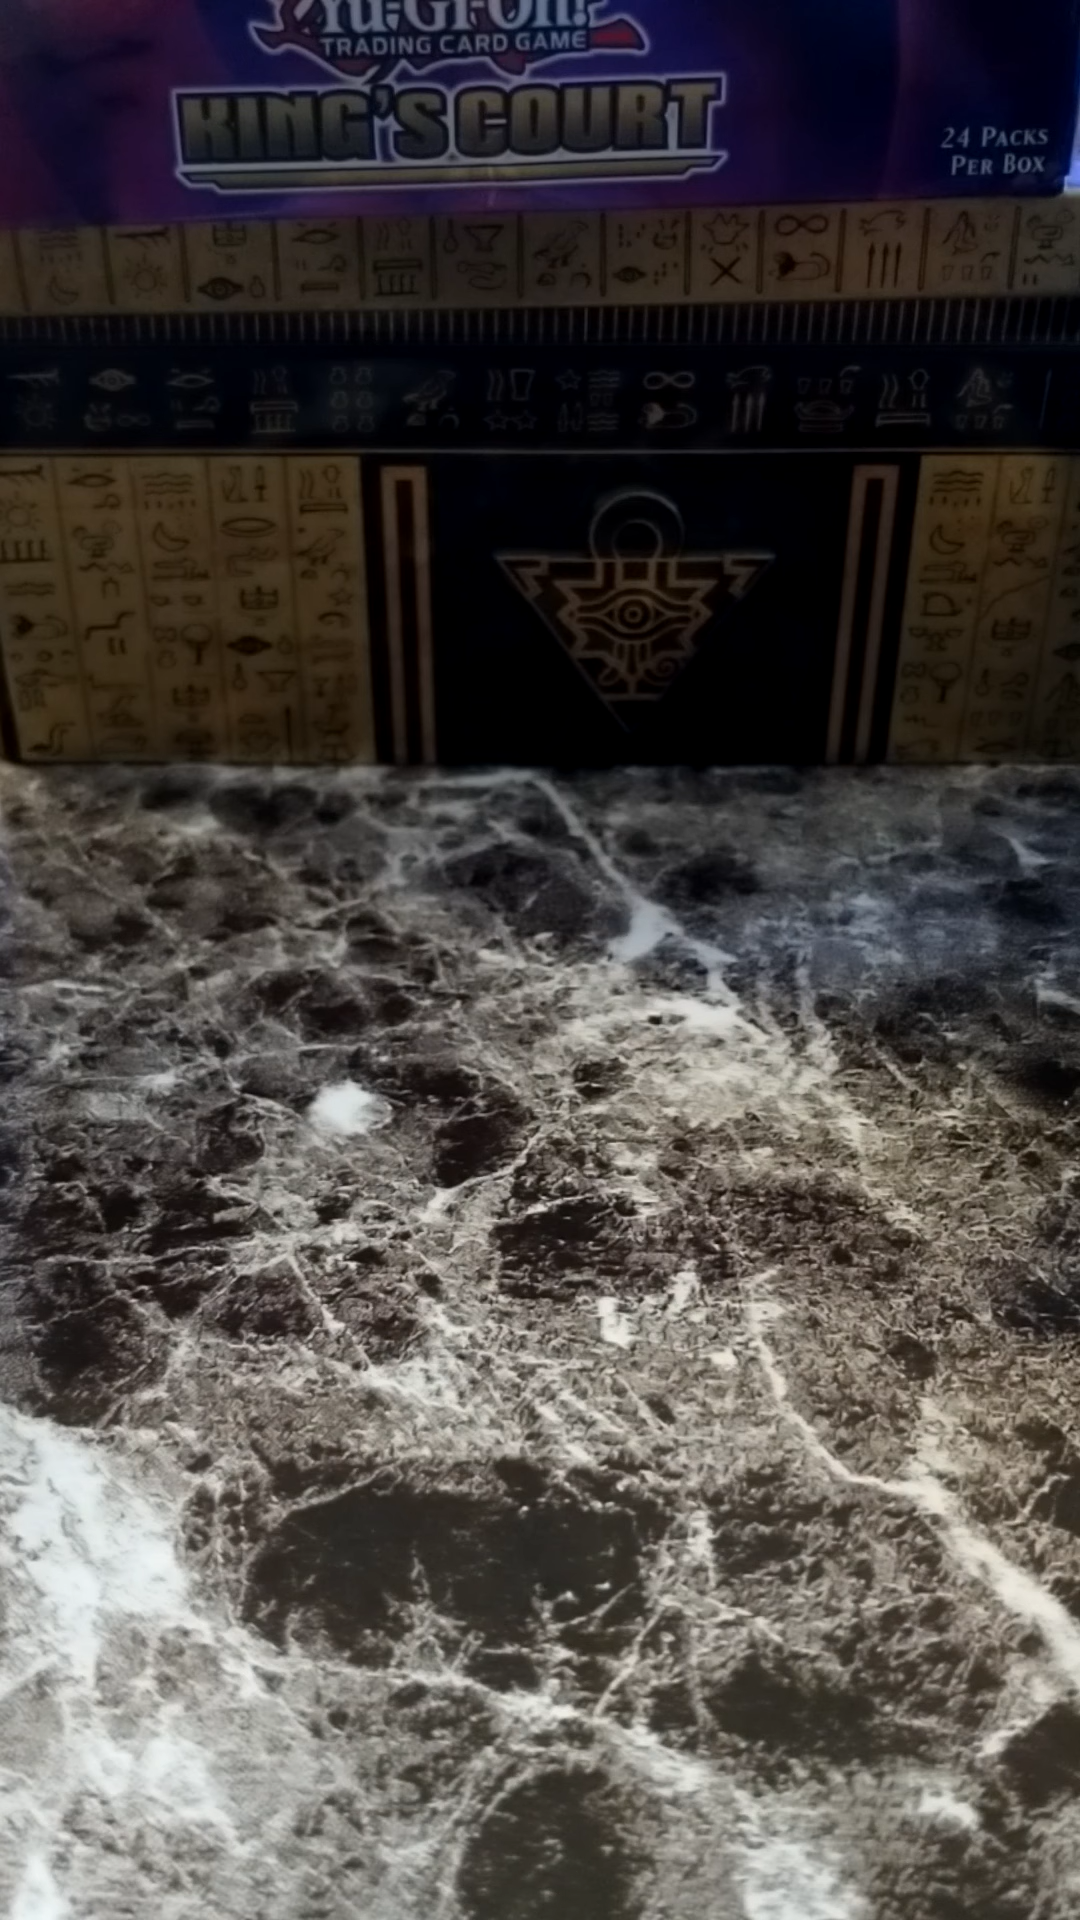 Yu-Gi-Oh!
TRADING CARD GAME
KING'S COURT
24 PACKS
PER BOX